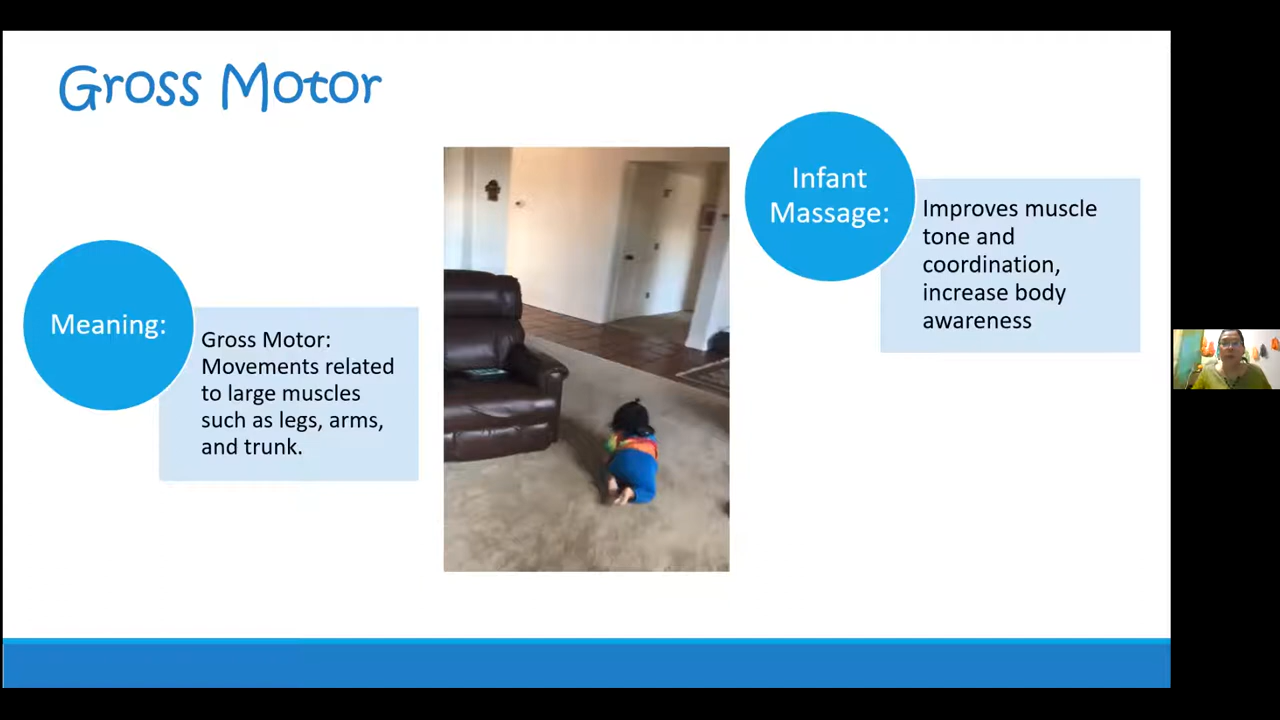 Gross Motor
Meaning:
Gross Motor:
Movements related
to large muscles
such as legs, arms,
and trunk.
Infant
Massage:
Improves muscle
tone and
coordination,
increase body
awareness